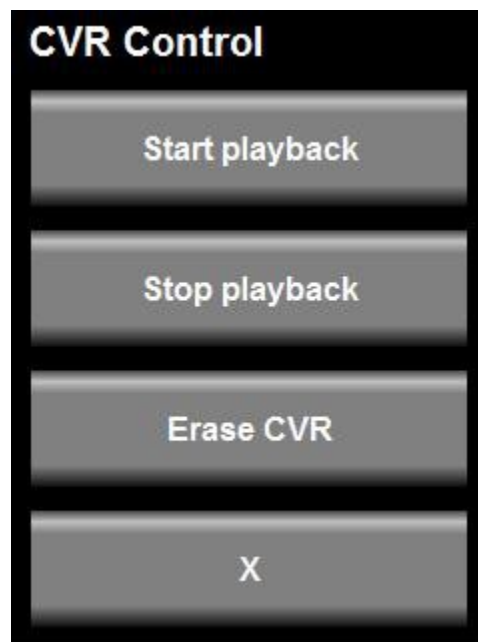 CVR Control
Start playback
Stop playback
Erase CVR
X